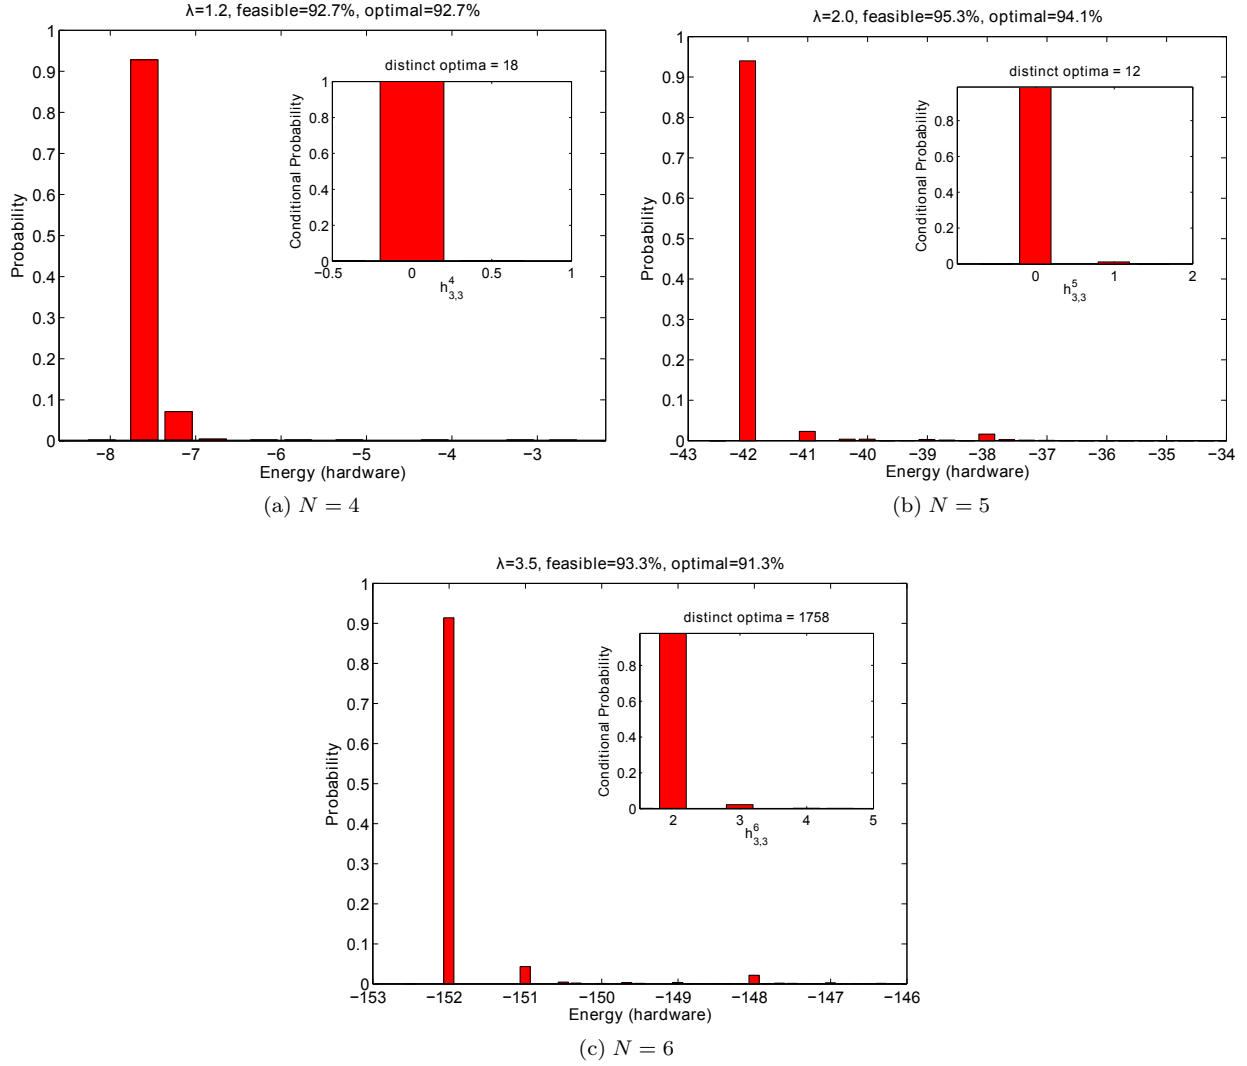 λ=1.2, feasible=92.7%, optimal=92.7%
1
0.9
0.8
0.7
0.6
0.5
0.4
0.3
0.2
0.1
0
Probability
−8 −7 −6 −5 −4 −3
Energy (hardware)
distinct optima = 18
1
0.8
0.6
0.4
0.2
0
Conditional Probability
−0.5 0 0.5 1
h⁴₃,₃
(a) N = 4
λ=2.0, feasible=95.3%, optimal=94.1%
1
0.9
0.8
0.7
0.6
0.5
0.4
0.3
0.2
0.1
0
Probability
−43 −42 −41 −40 −39 −38 −37 −36 −35 −34
Energy (hardware)
distinct optima = 12
0.8
0.6
0.4
0.2
0
Conditional Probability
0 1 2
h⁵₃,₃
(b) N = 5
λ=3.5, feasible=93.3%, optimal=91.3%
1
0.9
0.8
0.7
0.6
0.5
0.4
0.3
0.2
0.1
0
Probability
−153 −152 −151 −150 −149 −148 −147 −146
Energy (hardware)
distinct optima = 1758
0.8
0.6
0.4
0.2
0
Conditional Probability
2 3 4 5
h⁶₃,₃
(c) N = 6